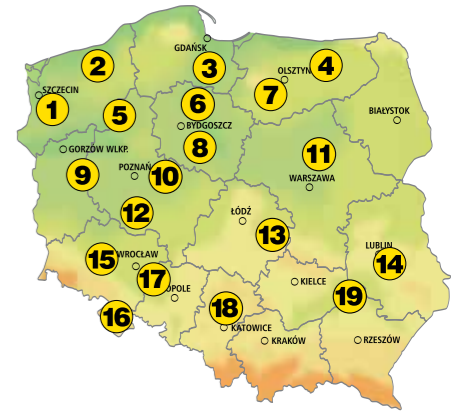 2
4
GDAŃSK
3
OLSZTYN
SZCZECIN
7
1
6
5
BIAŁYSTOK
BYDGOSZCZ
8
GORZÓW WLKP.
11
POZNAŃ
9
10
WARSZAWA
12
ŁÓDŹ
13
LUBLIN
15
WROCŁAW
14
17
KIELCE
OPOLE
19
16
18
KATOWICE
KRAKÓW
RZESZÓW